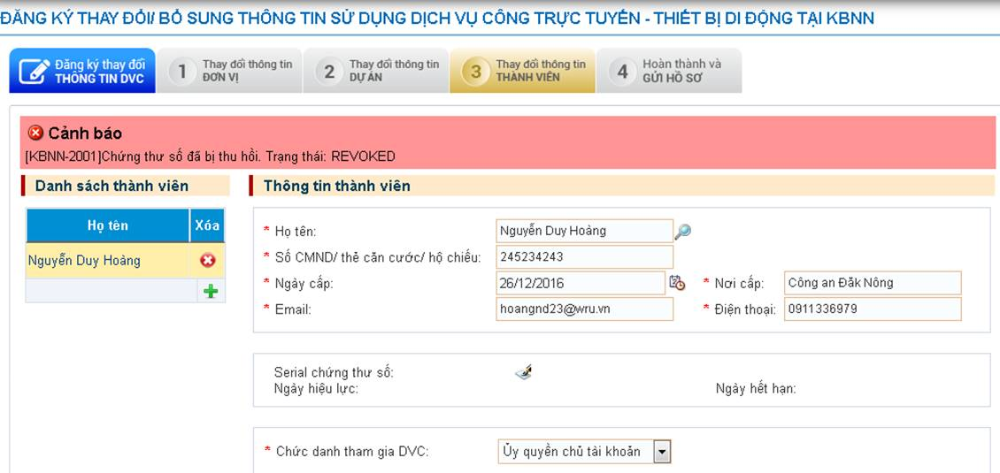 ĐĂNG KÝ THAY ĐỔI/ BỔ SUNG THÔNG TIN SỬ DỤNG DỊCH VỤ CÔNG TRỰC TUYẾN - THIẾT BỊ DI ĐỘNG TẠI KBNN
Đăng ký thay đổi
THÔNG TIN DVC
1
Thay đổi thông tin
ĐƠN VỊ
2
Thay đổi thông tin
DỰ ÁN
3
Thay đổi thông tin
THÀNH VIÊN
4
Hoàn thành và
GỬI HỒ SƠ
Cảnh báo
[KBNN-2001]Chứng thư số đã bị thu hồi. Trạng thái: REVOKED
Danh sách thành viên
Họ tên Xóa
Nguyễn Duy Hoàng
Thông tin thành viên
* Họ tên: Nguyễn Duy Hoàng
* Số CMND/ thẻ căn cước/ hộ chiếu: 245234243
* Ngày cấp: 26/12/2016 * Nơi cấp: Công an Đăk Nông
* Email: hoangnd23@wru.vn * Điện thoại: 0911336979
Serial chứng thư số:
Ngày hiệu lực: Ngày hết hạn:
* Chức danh tham gia DVC: Ủy quyền chủ tài khoản